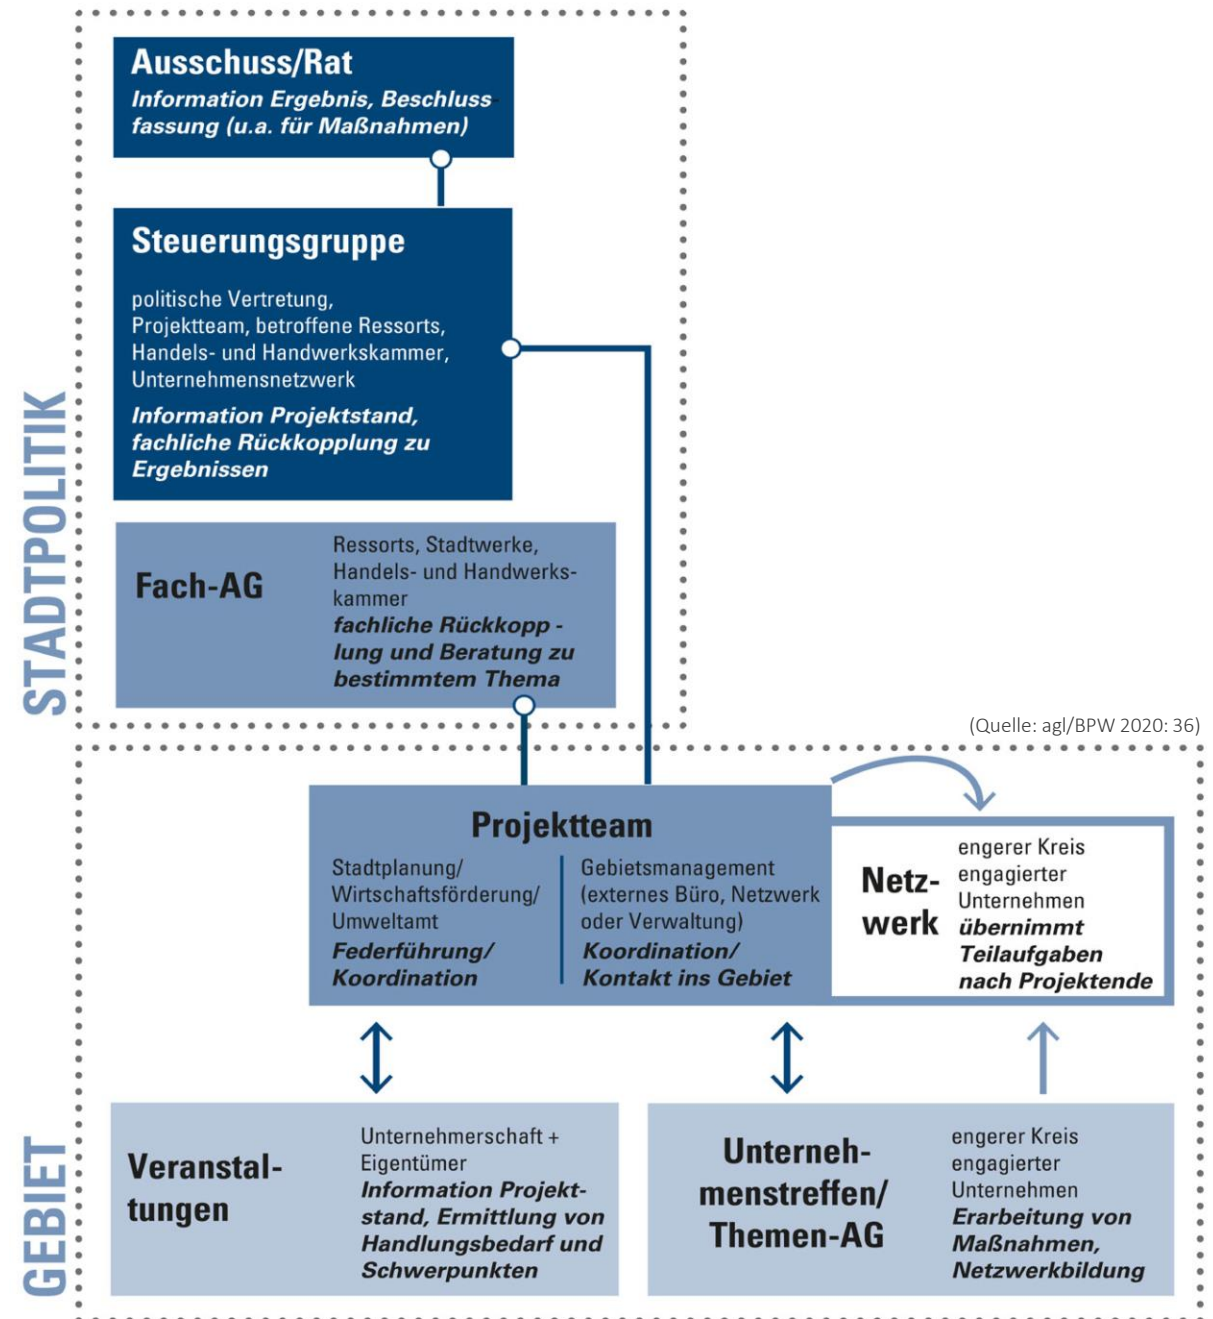 STADTPOLITIK
Ausschuss/Rat
Information Ergebnis, Beschluss-
fassung (u.a. für Maßnahmen)
Steuerungsgruppe
politische Vertretung,
Projektteam, betroffene Ressorts,
Handels- und Handwerkskammer,
Unternehmensnetzwerk
Information Projektstand,
fachliche Rückkopplung zu
Ergebnissen
Fach-AG
Ressorts, Stadtwerke,
Handels- und Handwerks-
kammer
fachliche Rückkopp -
lung und Beratung zu
bestimmtem Thema
(Quelle: agl/BPW 2020: 36)
GEBIET
Projektteam
Stadtplanung/
Wirtschaftsförderung/
Umweltamt
Federführung/
Koordination
Gebietsmanagement
(externes Büro, Netzwerk
oder Verwaltung)
Koordination/
Kontakt ins Gebiet
Netz-
werk
engerer Kreis
engagierter
Unternehmen
übernimmt
Teilaufgaben
nach Projektende
Veranstal-
tungen
Unternehmerschaft +
Eigentümer
Information Projekt-
stand, Ermittlung von
Handlungsbedarf und
Schwerpunkten
Unterneh-
menstreffen/
Themen-AG
engerer Kreis
engagierter
Unternehmen
Erarbeitung von
Maßnahmen,
Netzwerkbildung